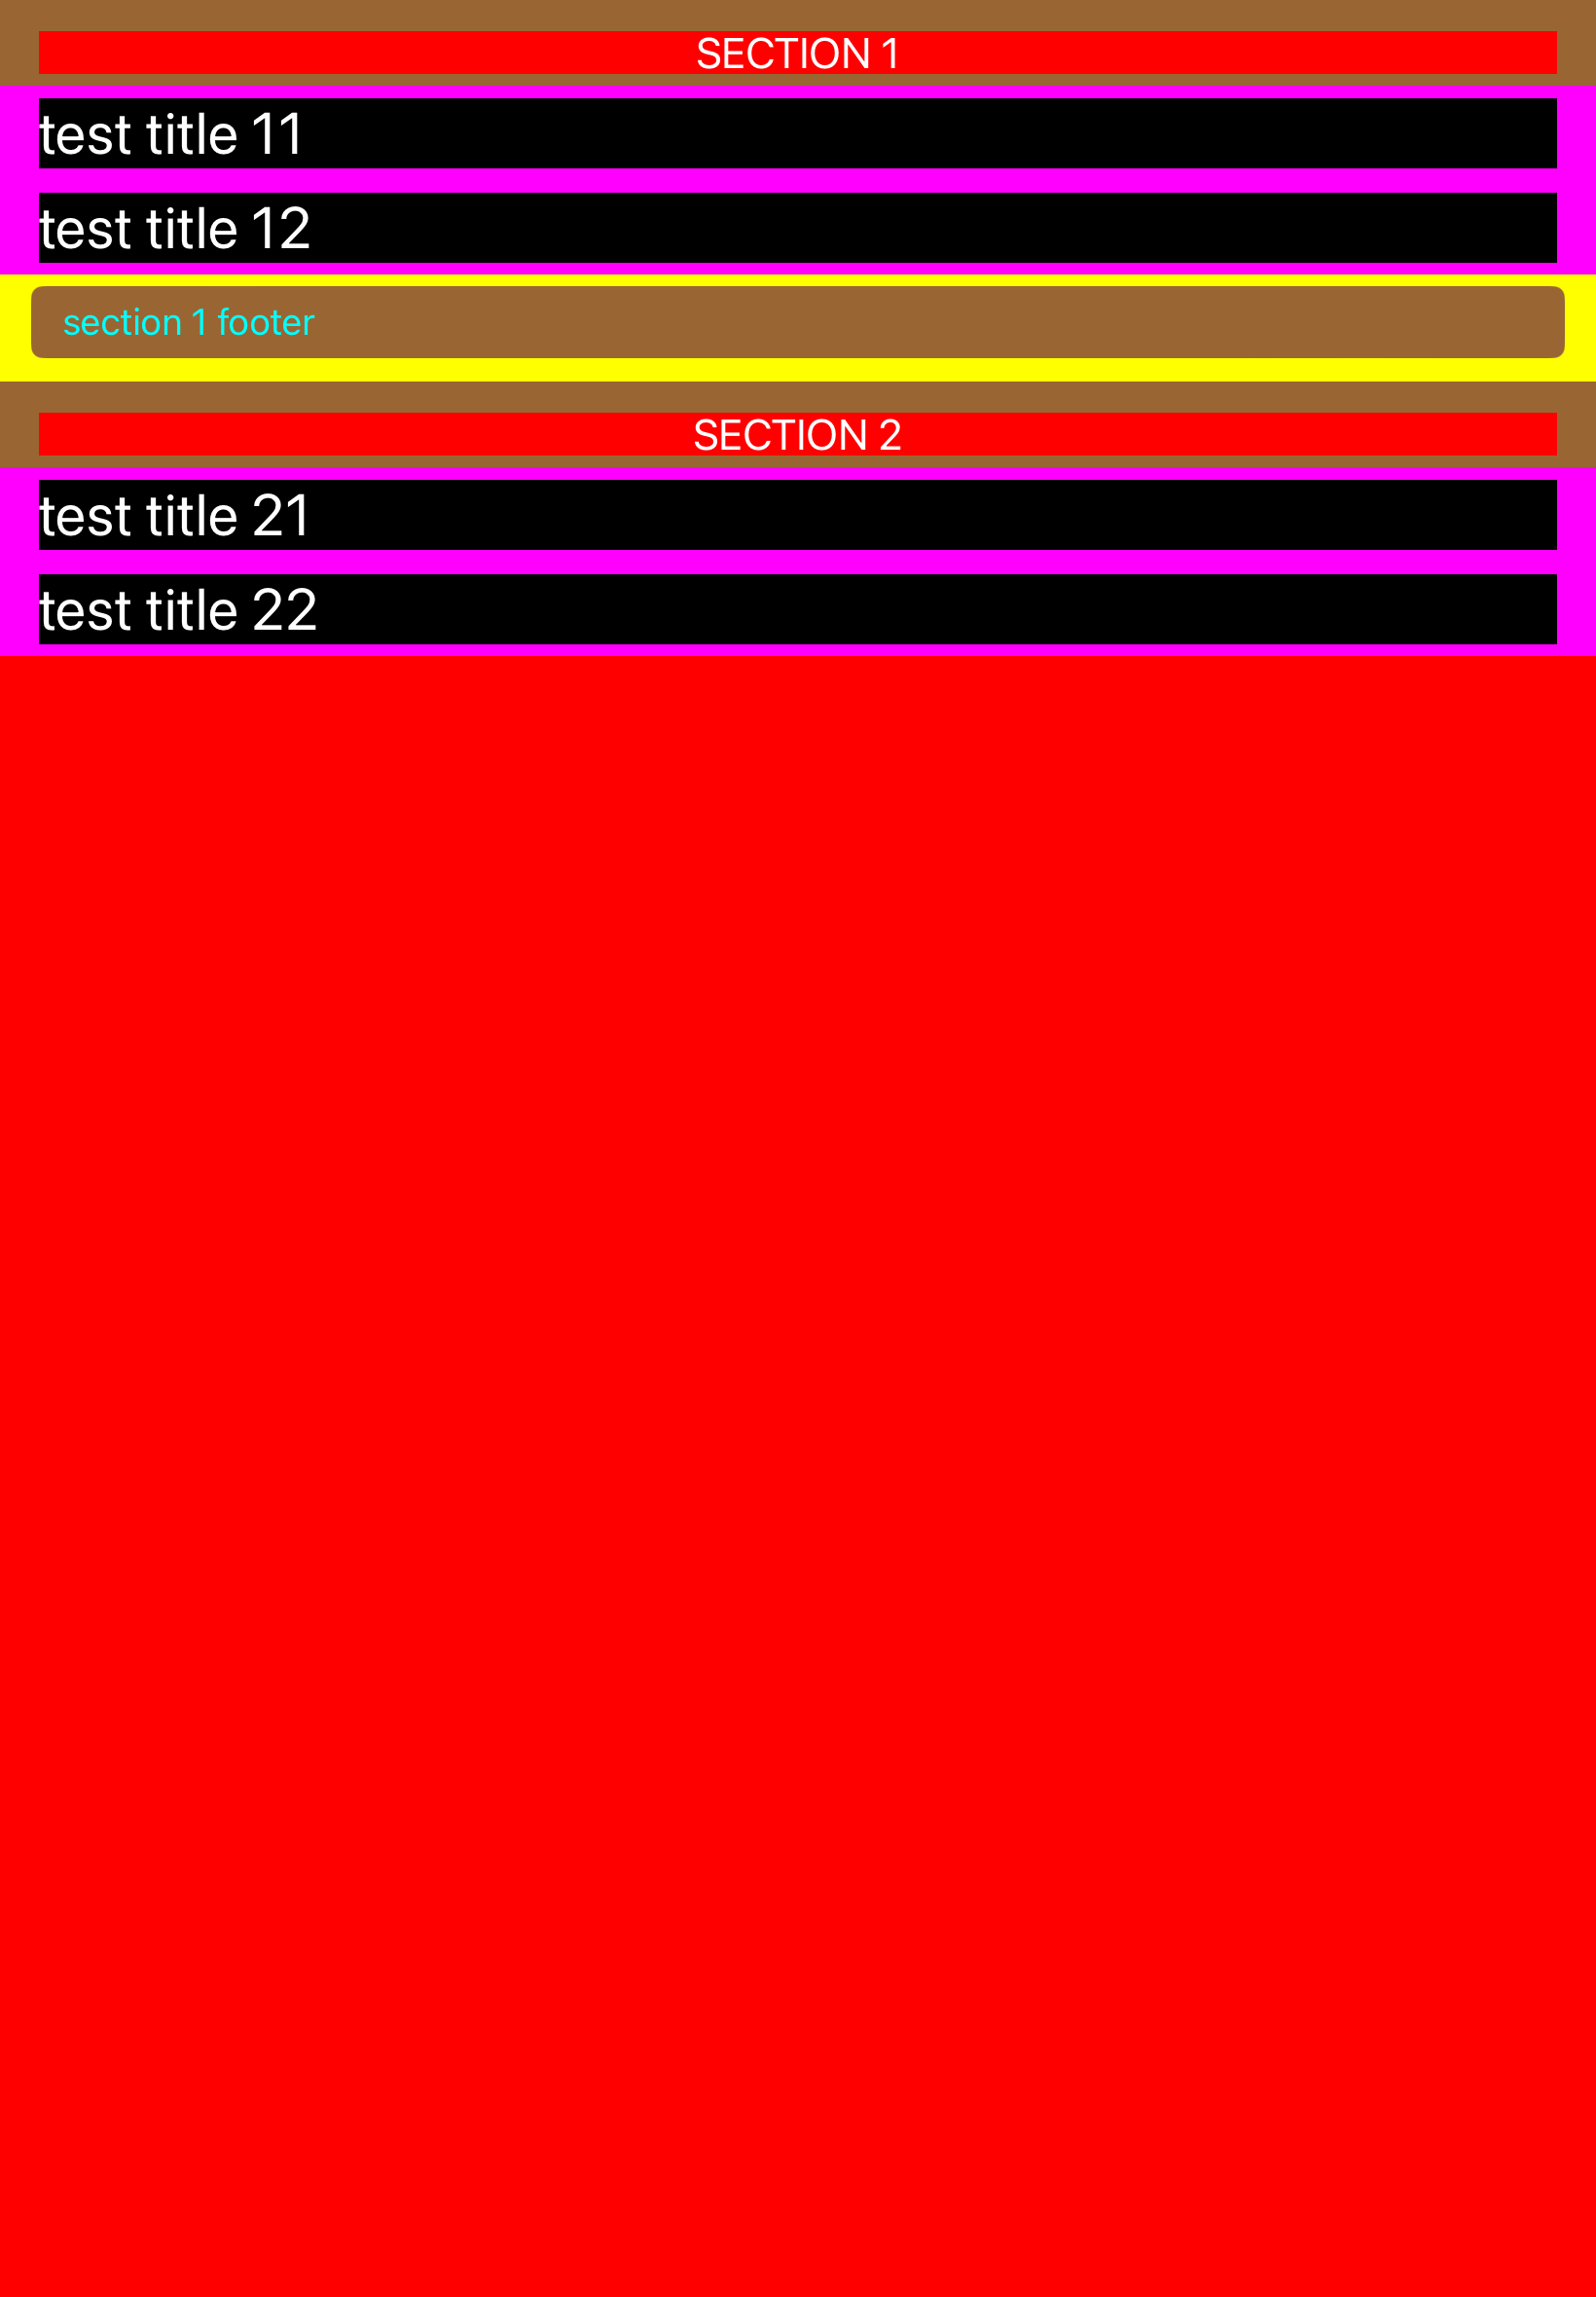 SECTION 1
test title 11
test title 12
section 1 footer
SECTION 2
test title 21
test title 22